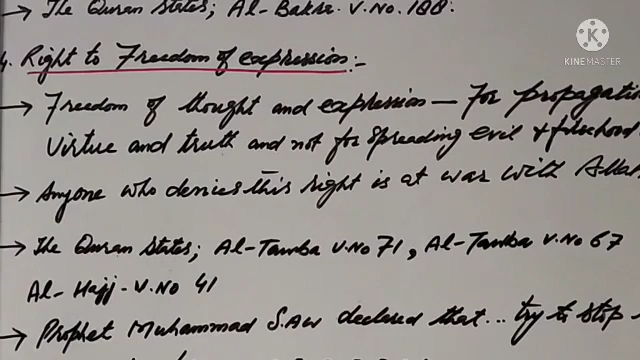 → The Quran States; Al-Bakra. V.No. 188.
4. Right to Freedom of expression:-
→ Freedom of thought and expression — For propagati
Virtue and truth and not for spreading evil & falsehood
→ Anyone who denies this right is at war with Allah
→ The Quran States; Al-Tauba V.No 71, Al-Tauba V.No 67
Al-Hajj-V.No 41
→ Prophet Muhammad S.Aw declared that... try to stop
KINEMASTER